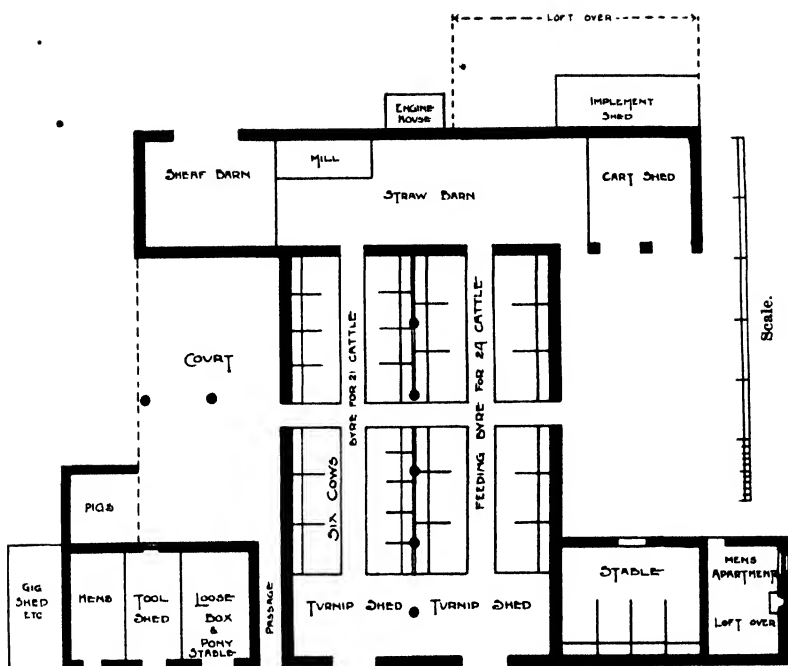 LOFT OVER
ENGINE
HOUSE
IMPLEMENT
SHED
SHEAF BARN
MILL
STRAW BARN
CART SHED
Scale.
COURT
BYRE FOR 21 CATTLE
FEEDING BYRE FOR 24 CATTLE
SIX COWS
PIGS
GIG
SHED
ETC
MENS
TOOL
SHED
LOOSE
BOX
&
PONY
STABLE
PASSAGE
TURNIP SHED
TURNIP SHED
STABLE
MENS
APARTMENT
LOFT OVER